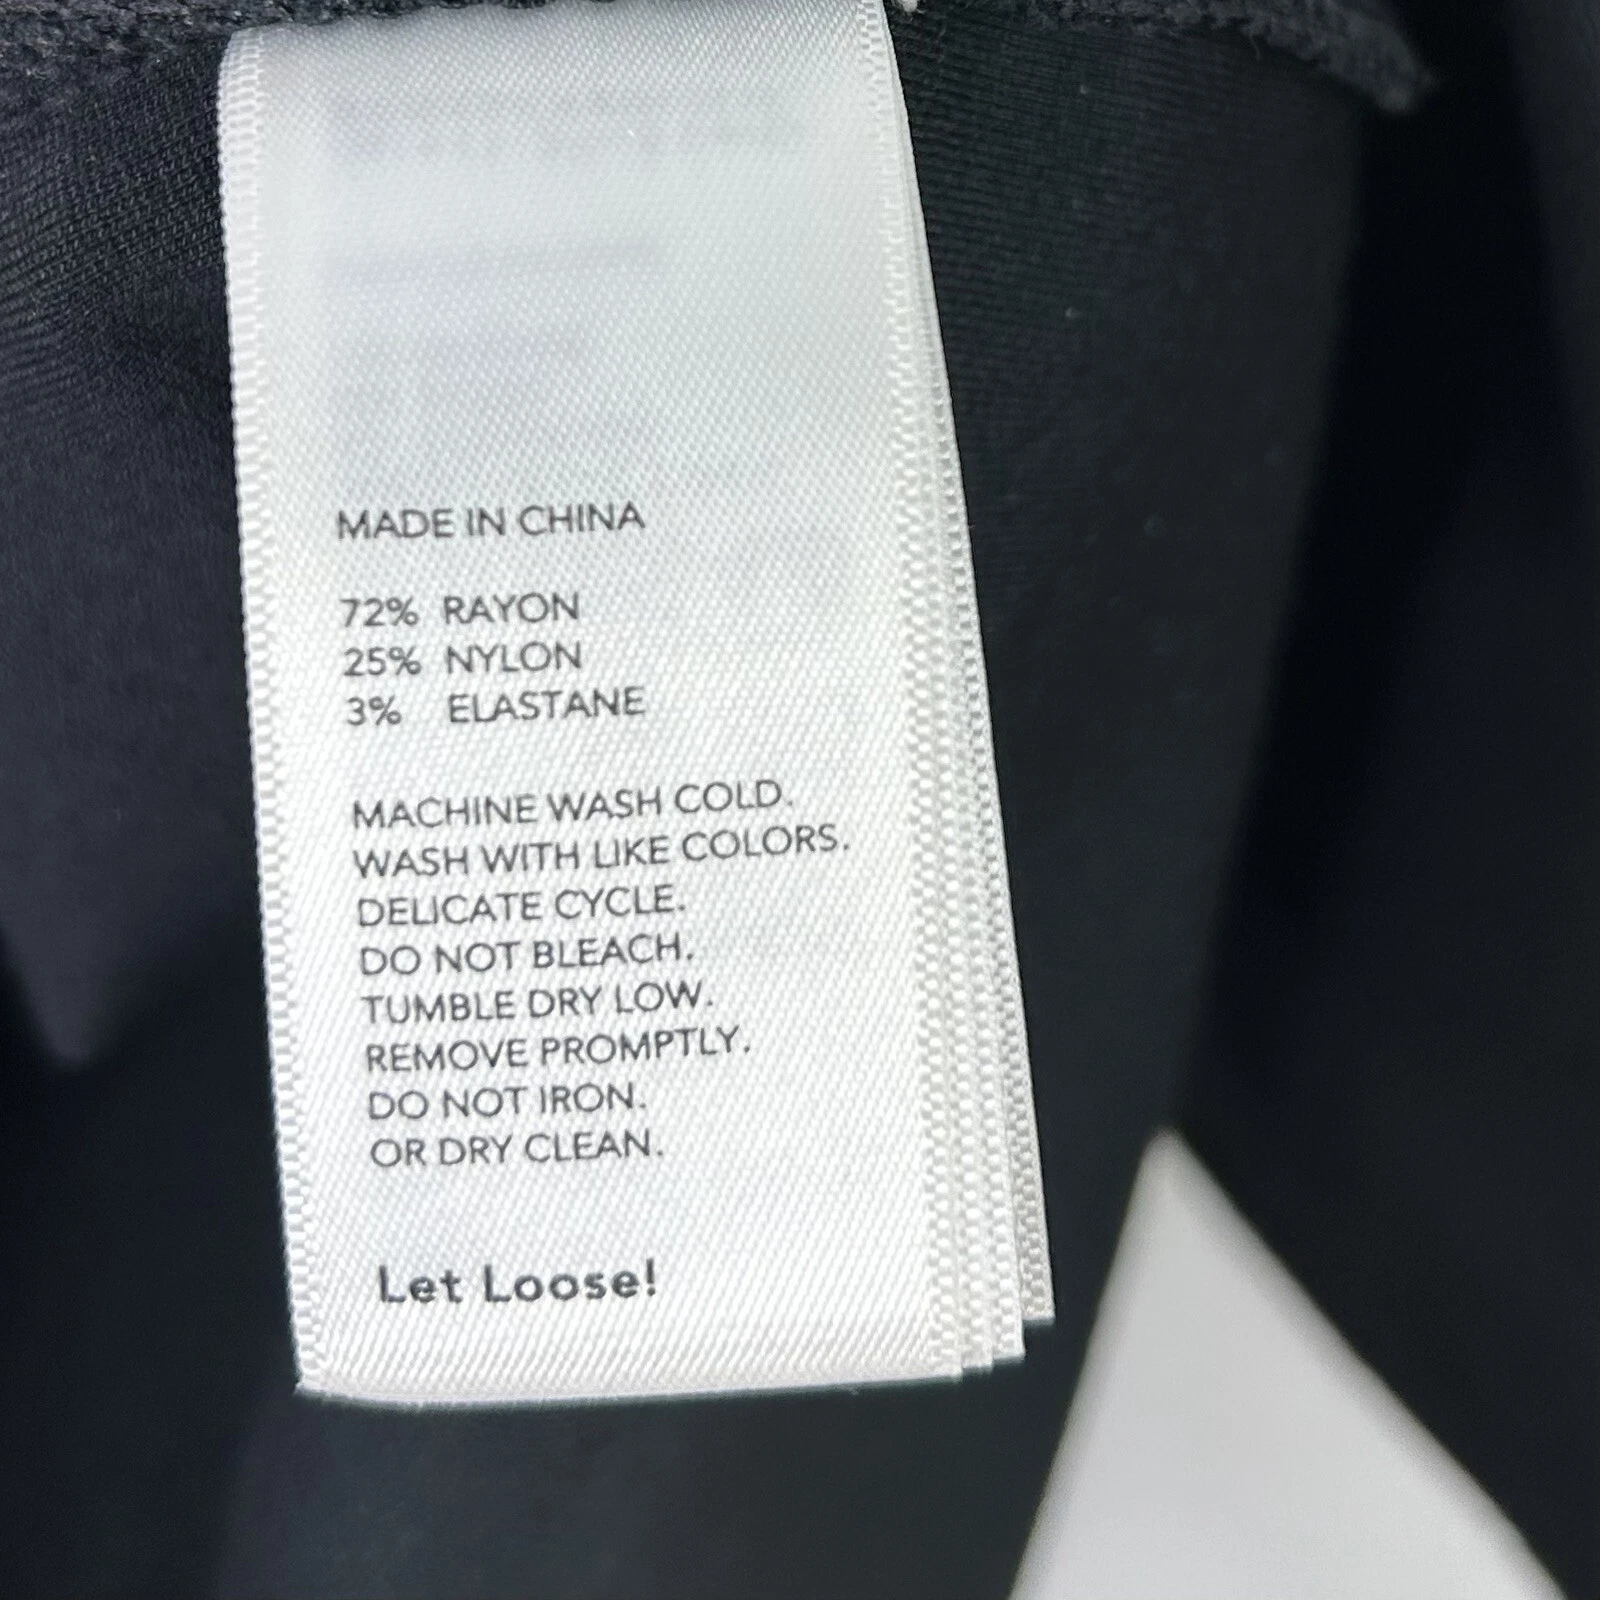 MADE IN CHINA
72% RAYON
25% NYLON
3% ELASTANE
MACHINE WASH COLD.
WASH WITH LIKE COLORS.
DELICATE CYCLE.
DO NOT BLEACH.
TUMBLE DRY LOW.
REMOVE PROMPTLY.
DO NOT IRON.
OR DRY CLEAN.
Let Loose!